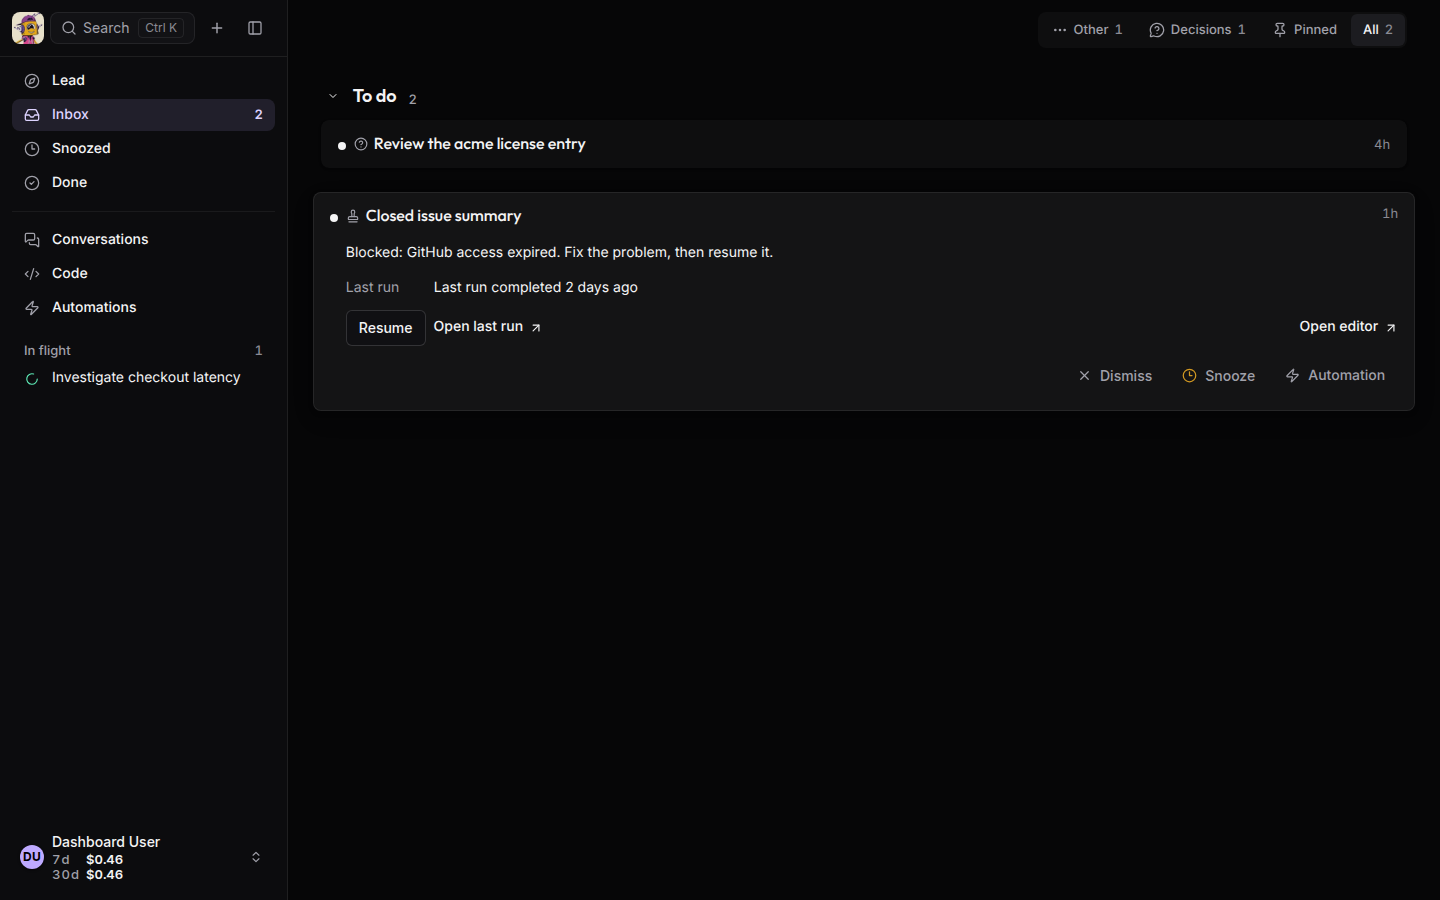 Search Ctrl K
Lead
Inbox 2
Snoozed
Done
Conversations
Code
Automations
In flight 1
Investigate checkout latency
Dashboard User
DU
7d $0.46
30d $0.46
Other 1 Decisions 1 Pinned All 2
To do 2
Review the acme license entry 4h
Closed issue summary 1h
Blocked: GitHub access expired. Fix the problem, then resume it.
Last run Last run completed 2 days ago
Resume Open last run Open editor
Dismiss Snooze Automation